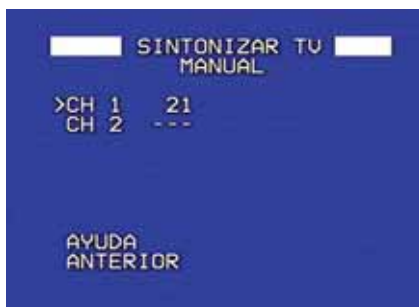 SINTONIZAR TV
MANUAL
>CH 1 21
CH 2 ---
AYUDA
ANTERIOR